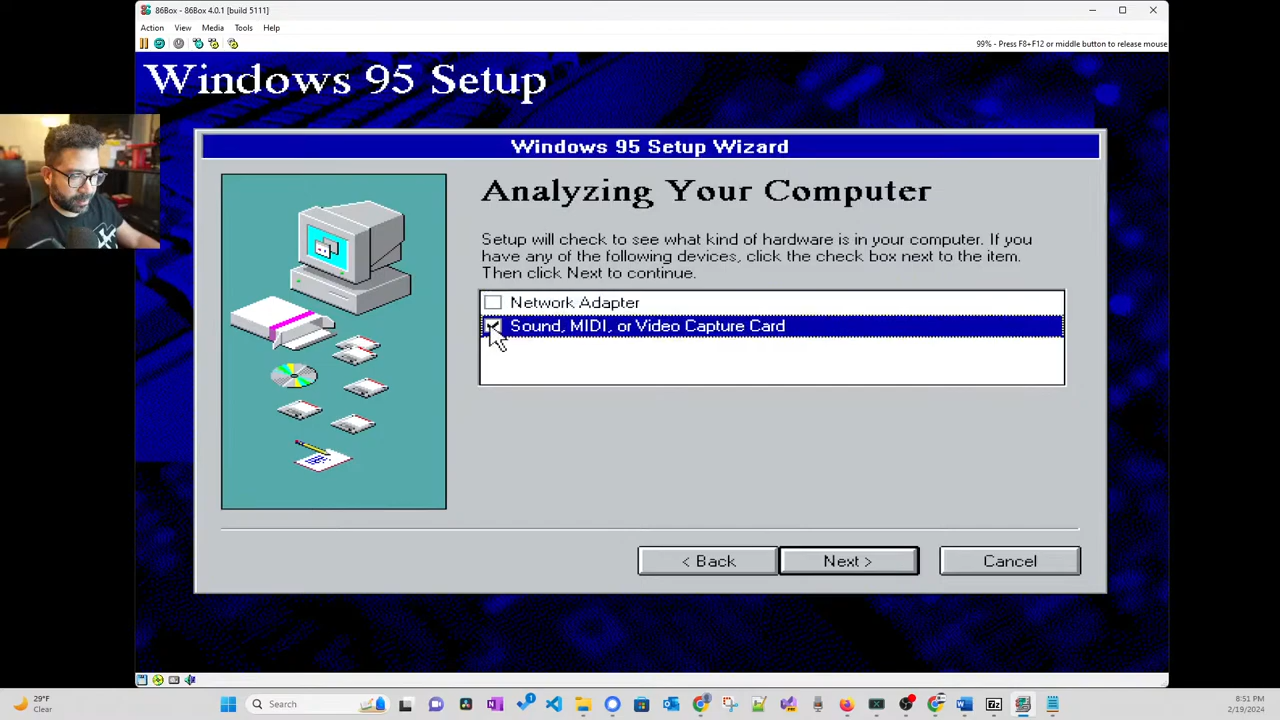 86Box - 86Box 4.0.1 [build 5111]
Action View Media Tools Help
99% - Press F8+F12 or middle button to release mouse
Windows 95 Setup
Windows 95 Setup Wizard
Analyzing Your Computer
Setup will check to see what kind of hardware is in your computer. If you
have any of the following devices, click the check box next to the item.
Then click Next to continue.
Network Adapter
Sound, MIDI, or Video Capture Card
< Back
Next >
Cancel
29°F
Clear
Search
8:51 PM
2/19/2024